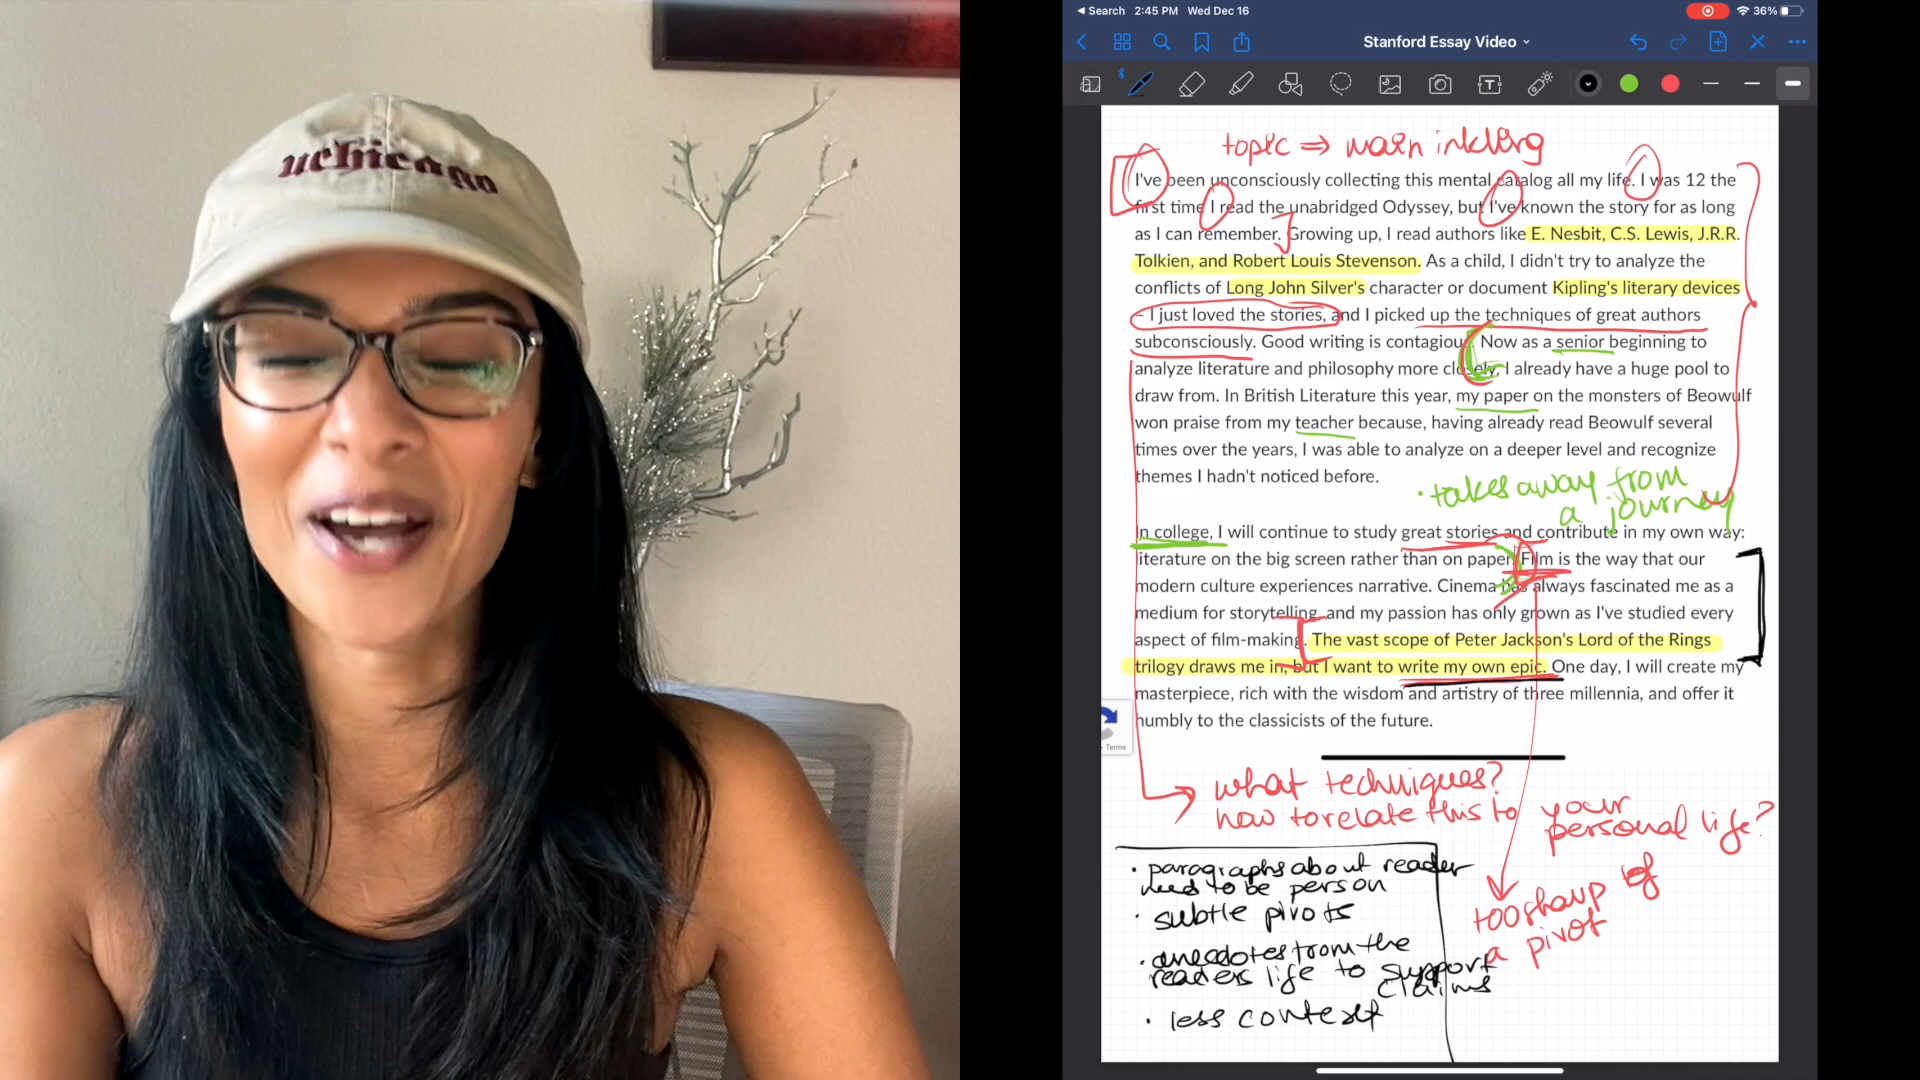 uchicago
Search 2:45 PM Wed Dec 16
36%
Stanford Essay Video
T
topic ⇒ main inkling
I've been unconsciously collecting this mental catalog all my life. I was 12 the
first time I read the unabridged Odyssey, but I've known the story for as long
as I can remember. Growing up, I read authors like E. Nesbit, C.S. Lewis, J.R.R.
Tolkien, and Robert Louis Stevenson. As a child, I didn't try to analyze the
conflicts of Long John Silver's character or document Kipling's literary devices
– I just loved the stories, and I picked up the techniques of great authors
subconsciously. Good writing is contagious. Now as a senior beginning to
analyze literature and philosophy more closely, I already have a huge pool to
draw from. In British Literature this year, my paper on the monsters of Beowulf
won praise from my teacher because, having already read Beowulf several
times over the years, I was able to analyze on a deeper level and recognize
themes I hadn't noticed before.
• takes away from
a journey
In college, I will continue to study great stories and contribute in my own way:
literature on the big screen rather than on paper. Film is the way that our
modern culture experiences narrative. Cinema has always fascinated me as a
medium for storytelling, and my passion has only grown as I've studied every
aspect of film-making. The vast scope of Peter Jackson's Lord of the Rings
trilogy draws me in, but I want to write my own epic. One day, I will create my
masterpiece, rich with the wisdom and artistry of three millennia, and offer it
humbly to the classicists of the future.
- Terms
what techniques?
how to relate this to your
personal life?
• paragraphs about reader
need to be person
• subtle pivots
• anecdotes from the
readers life to support
claims
• less context
too sharp of
a pivot